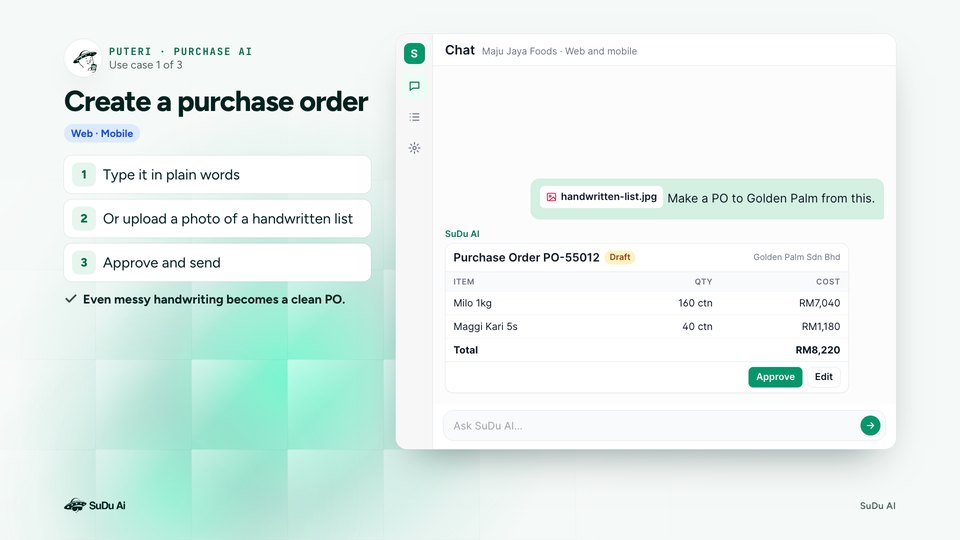 PUTERI · PURCHASE AI
Use case 1 of 3
Create a purchase order
Web · Mobile
1 Type it in plain words
2 Or upload a photo of a handwritten list
3 Approve and send
Even messy handwriting becomes a clean PO.
SuDu Ai
S
Chat Maju Jaya Foods · Web and mobile
handwritten-list.jpg Make a PO to Golden Palm from this.
SuDu AI
Purchase Order PO-55012 Draft Golden Palm Sdn Bhd
ITEM QTY COST
Milo 1kg 160 ctn RM7,040
Maggi Kari 5s 40 ctn RM1,180
Total RM8,220
Approve Edit
Ask SuDu AI...
SuDu AI